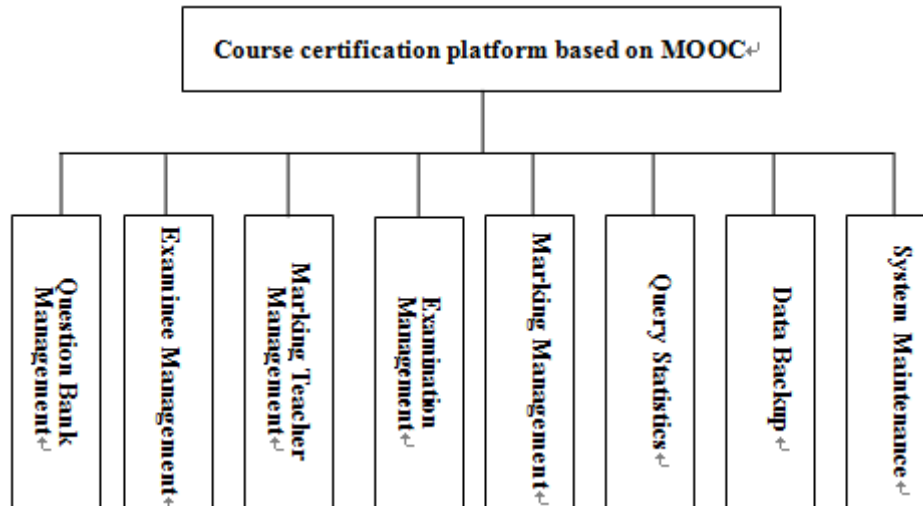 Course certification platform based on MOOC↵
Question Bank
Management↵
Examinee Management↵
Marking Teacher
Management↵
Examination
Management↵
Marking Management↵
Query Statistics↵
Data Backup ↵
System Maintenance↵